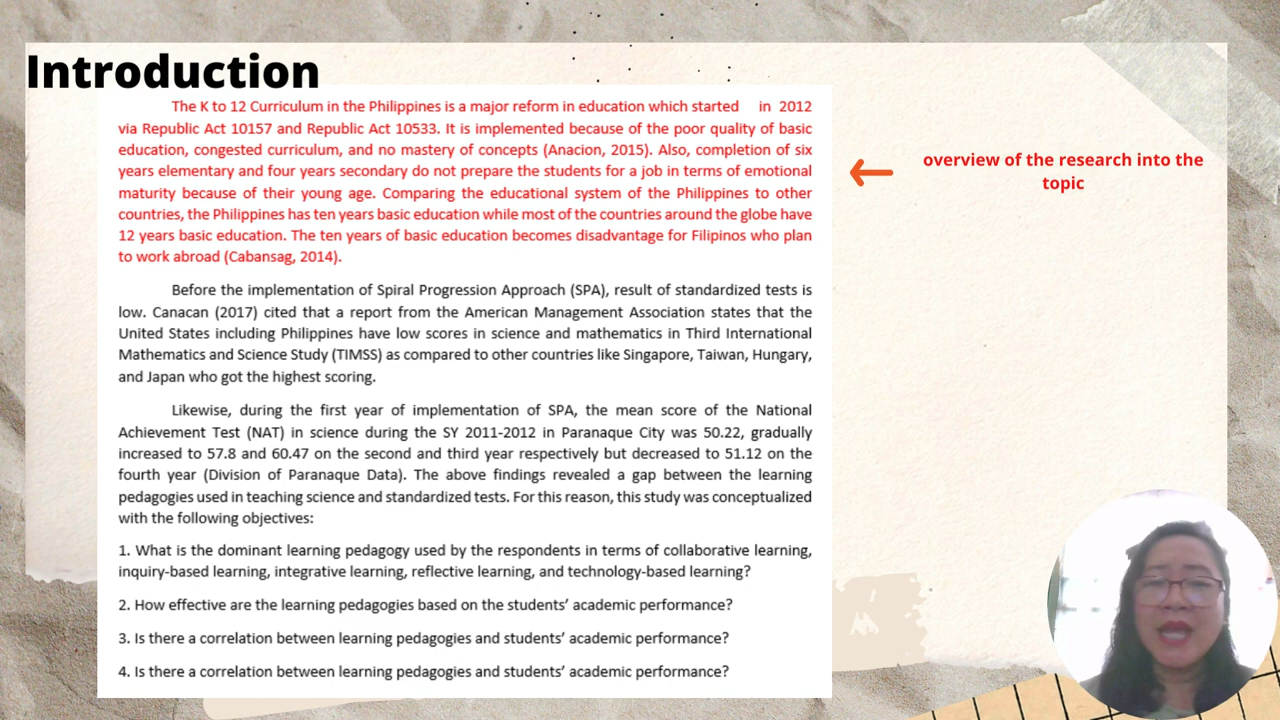 Introduction
The K to 12 Curriculum in the Philippines is a major reform in education which started in 2012
via Republic Act 10157 and Republic Act 10533. It is implemented because of the poor quality of basic
education, congested curriculum, and no mastery of concepts (Anacion, 2015). Also, completion of six
years elementary and four years secondary do not prepare the students for a job in terms of emotional
maturity because of their young age. Comparing the educational system of the Philippines to other
countries, the Philippines has ten years basic education while most of the countries around the globe have
12 years basic education. The ten years of basic education becomes disadvantage for Filipinos who plan
to work abroad (Cabansag, 2014).
overview of the research into the
topic
Before the implementation of Spiral Progression Approach (SPA), result of standardized tests is
low. Canacan (2017) cited that a report from the American Management Association states that the
United States including Philippines have low scores in science and mathematics in Third International
Mathematics and Science Study (TIMSS) as compared to other countries like Singapore, Taiwan, Hungary,
and Japan who got the highest scoring.
Likewise, during the first year of implementation of SPA, the mean score of the National
Achievement Test (NAT) in science during the SY 2011-2012 in Paranaque City was 50.22, gradually
increased to 57.8 and 60.47 on the second and third year respectively but decreased to 51.12 on the
fourth year (Division of Paranaque Data). The above findings revealed a gap between the learning
pedagogies used in teaching science and standardized tests. For this reason, this study was conceptualized
with the following objectives:
1. What is the dominant learning pedagogy used by the respondents in terms of collaborative learning,
inquiry-based learning, integrative learning, reflective learning, and technology-based learning?
2. How effective are the learning pedagogies based on the students’ academic performance?
3. Is there a correlation between learning pedagogies and students’ academic performance?
4. Is there a correlation between learning pedagogies and students’ academic performance?